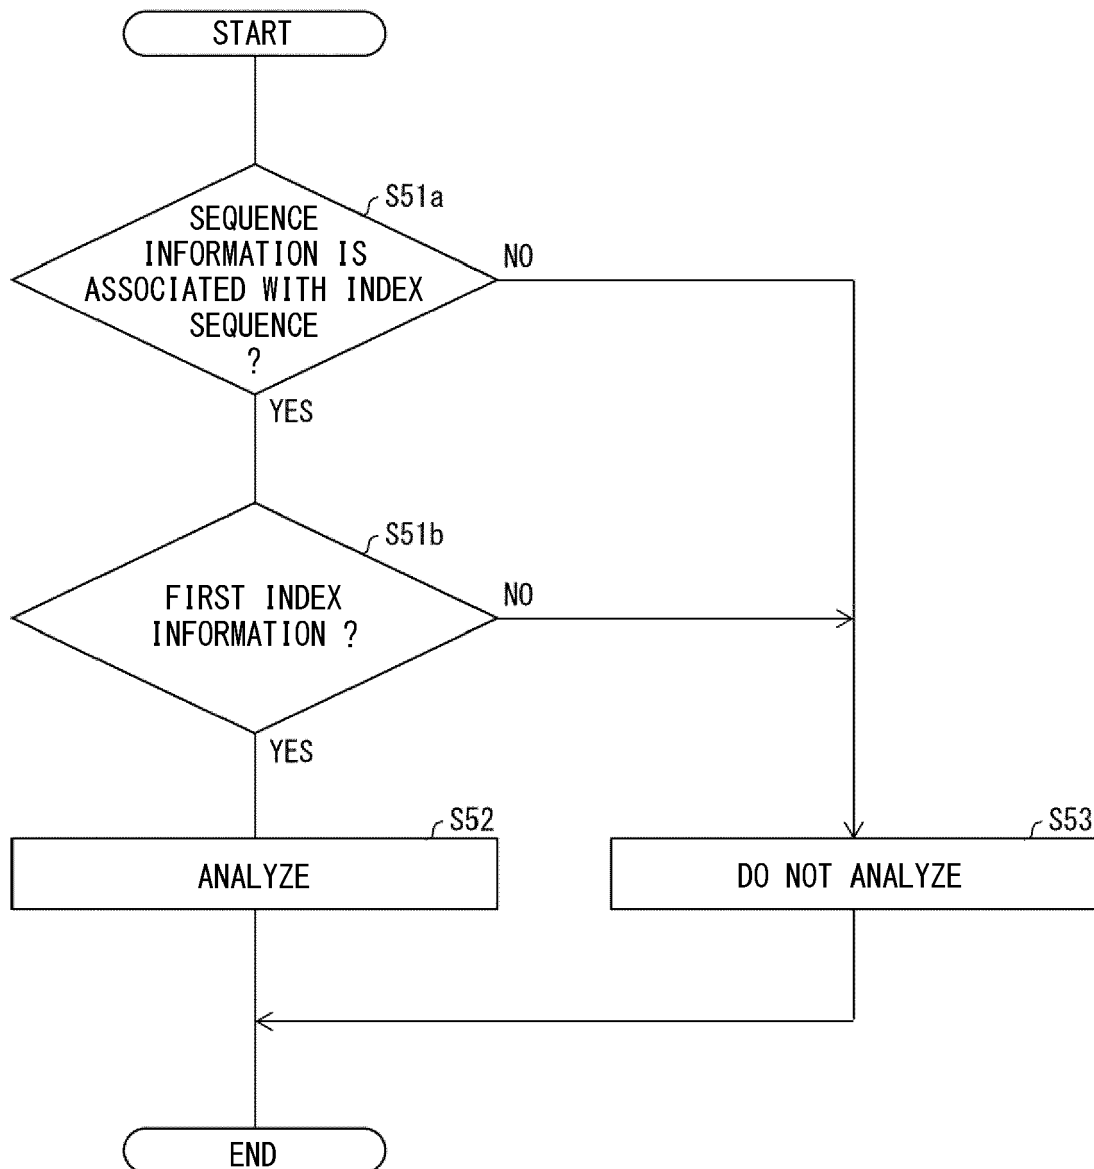 START
S51a
SEQUENCE
INFORMATION IS
ASSOCIATED WITH INDEX
SEQUENCE
?
NO
YES
S51b
FIRST INDEX
INFORMATION ?
NO
YES
S52
ANALYZE
S53
DO NOT ANALYZE
END